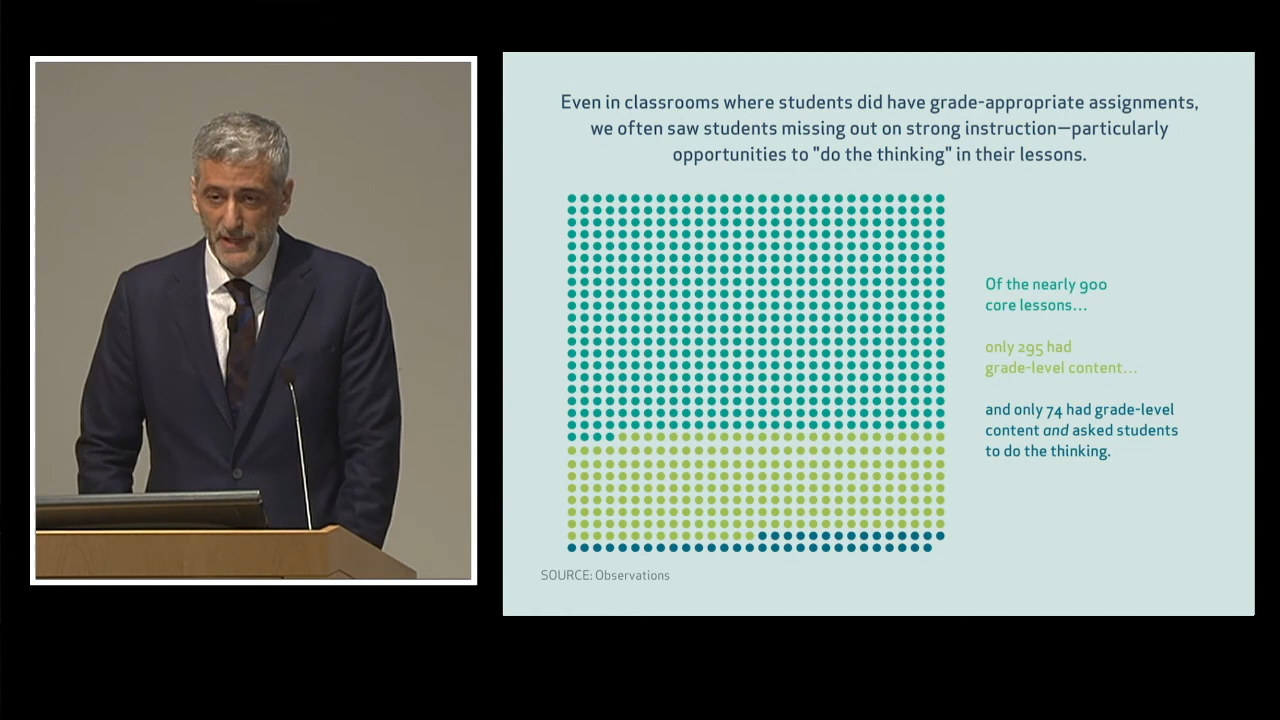 Even in classrooms where students did have grade-appropriate assignments,
we often saw students missing out on strong instruction—particularly
opportunities to "do the thinking" in their lessons.
Of the nearly 900
core lessons...
only 295 had
grade-level content...
and only 74 had grade-level
content and asked students
to do the thinking.
SOURCE: Observations